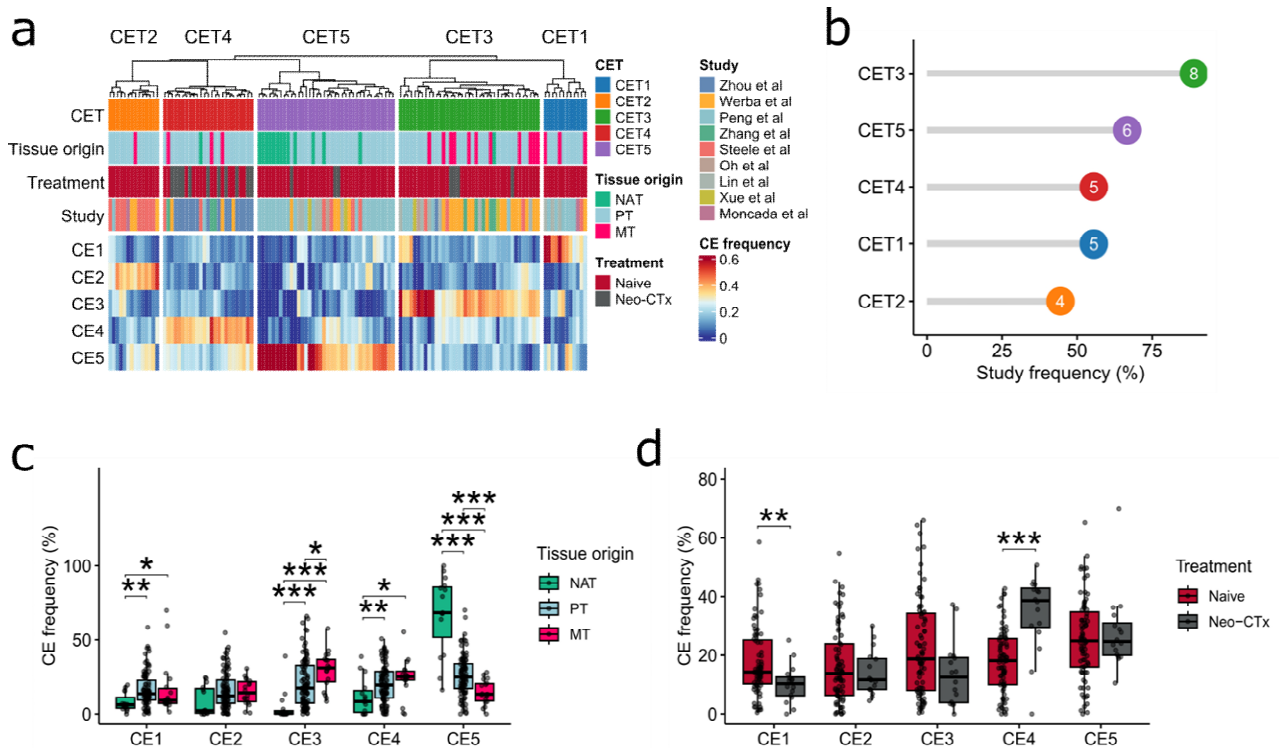 a
CET2 CET4 CET5 CET3 CET1
CET
Tissue origin
Treatment
Study
CE1
CE2
CE3
CE4
CE5
CET
CET1
CET2
CET3
CET4
CET5
Tissue origin
NAT
PT
MT
Treatment
Naive
Neo-CTx
Study
Zhou et al
Werba et al
Peng et al
Zhang et al
Steele et al
Oh et al
Lin et al
Xue et al
Moncada et al
CE frequency
0.6
0.4
0.2
0
b
CET3 8
CET5 6
CET4 5
CET1 5
CET2 4
0 25 50 75
Study frequency (%)
c
CE frequency (%)
100
50
0
** *
*** *** *
** *
*** *** ***
CE1 CE2 CE3 CE4 CE5
Tissue origin
NAT
PT
MT
d
CE frequency (%)
80
60
40
20
0
** ***
CE1 CE2 CE3 CE4 CE5
Treatment
Naive
Neo−CTx